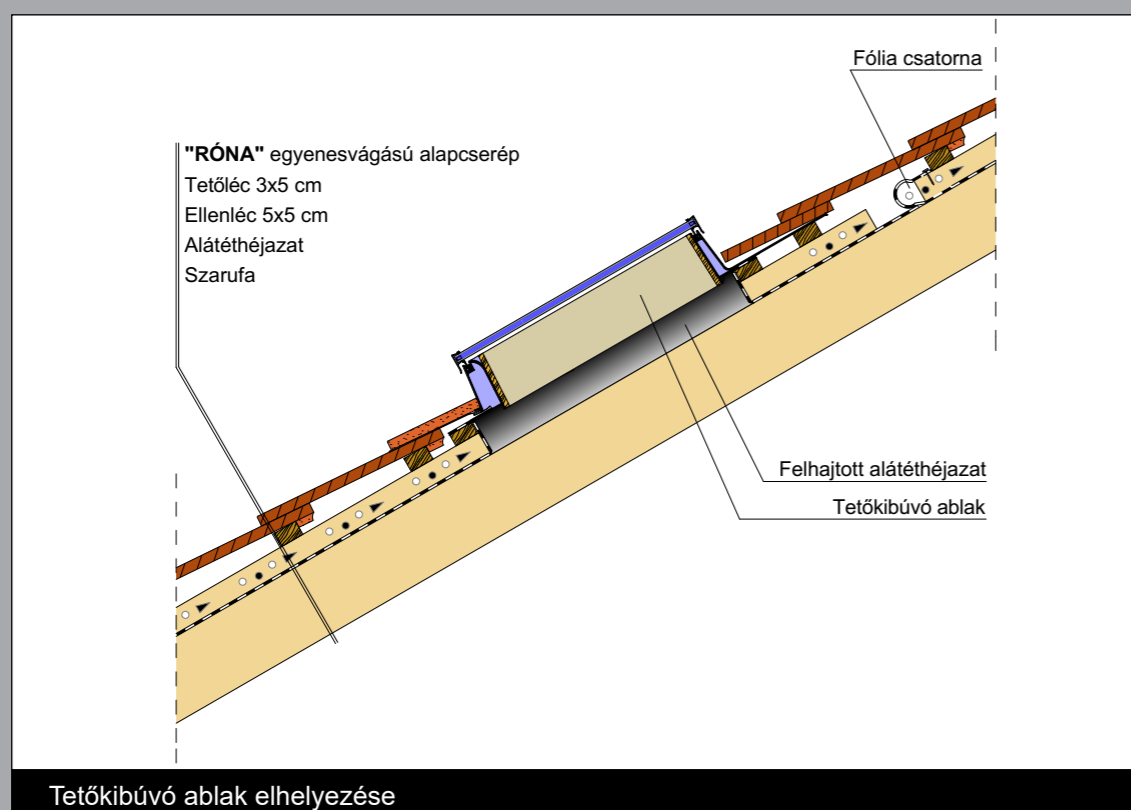 Fólia csatorna
"RÓNA" egyenesvágású alapcserép
Tetőléc 3x5 cm
Ellenléc 5x5 cm
Alátéthéjazat
Szarufa
Felhajtott alátéthéjazat
Tetőkibúvó ablak
Tetőkibúvó ablak elhelyezése